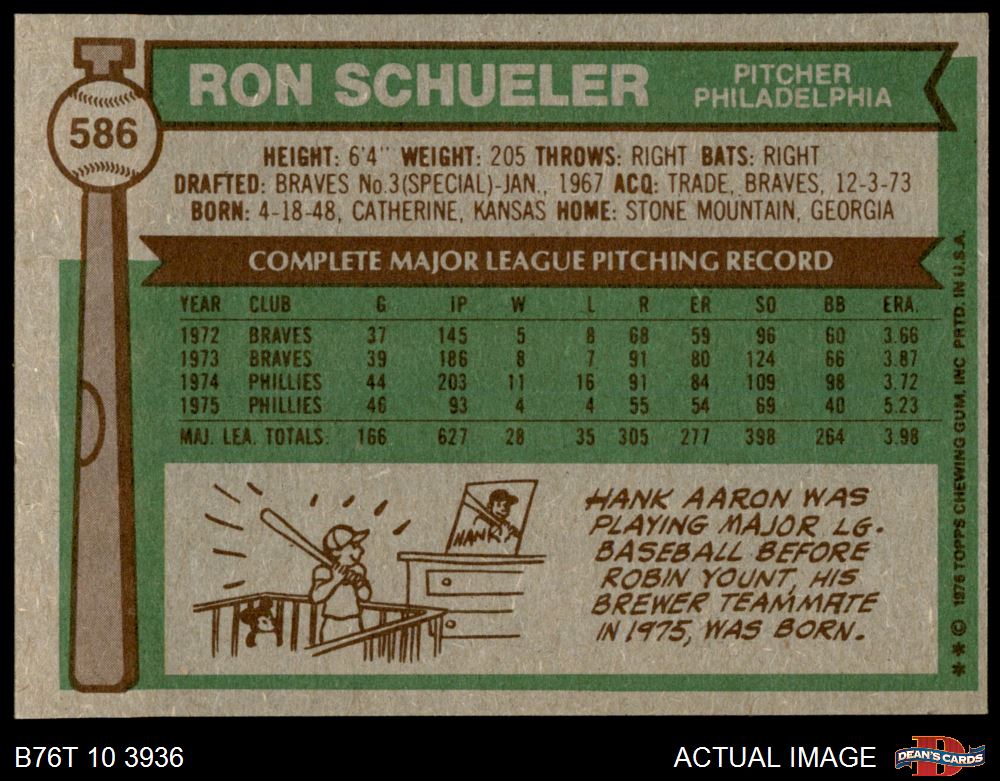 586
RON SCHUELER
PITCHER
PHILADELPHIA
HEIGHT: 6'4" WEIGHT: 205 THROWS: RIGHT BATS: RIGHT
DRAFTED: BRAVES No.3(SPECIAL)-JAN., 1967 ACQ: TRADE, BRAVES, 12-3-73
BORN: 4-18-48, CATHERINE, KANSAS HOME: STONE MOUNTAIN, GEORGIA
COMPLETE MAJOR LEAGUE PITCHING RECORD
YEAR CLUB G IP W L R ER SO BB ERA.
1972 BRAVES 37 145 5 8 68 59 96 60 3.66
1973 BRAVES 39 186 8 7 91 80 124 66 3.87
1974 PHILLIES 44 203 11 16 91 84 109 98 3.72
1975 PHILLIES 46 93 4 4 55 54 69 40 5.23
MAJ. LEA. TOTALS. 166 627 28 35 305 277 398 264 3.98
HANK
HANK AARON WAS
PLAYING MAJOR LG.
BASEBALL BEFORE
ROBIN YOUNT, HIS
BREWER TEAMMATE
IN 1975, WAS BORN.
* * © 1976 TOPPS CHEWING GUM, INC PRTD. IN U.S.A.
B76T 10 3936
ACTUAL IMAGE
D
DEAN'S CARDS